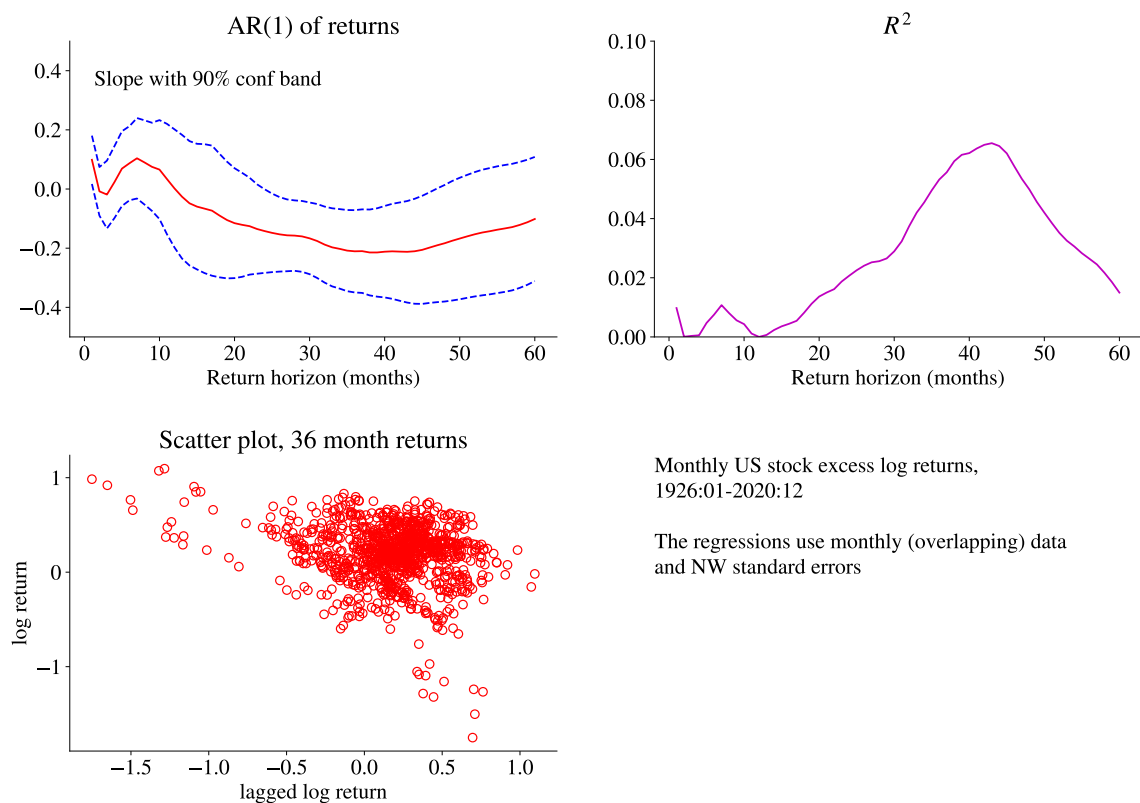 AR(1) of returns
Slope with 90% conf band
0.4
0.2
0.0
−0.2
−0.4
0 10 20 30 40 50 60
Return horizon (months)
R²
0.10
0.08
0.06
0.04
0.02
0.00
0 10 20 30 40 50 60
Return horizon (months)
Scatter plot, 36 month returns
log return
1
0
−1
−1.5 −1.0 −0.5 0.0 0.5 1.0
lagged log return
Monthly US stock excess log returns,
1926:01-2020:12
The regressions use monthly (overlapping) data
and NW standard errors